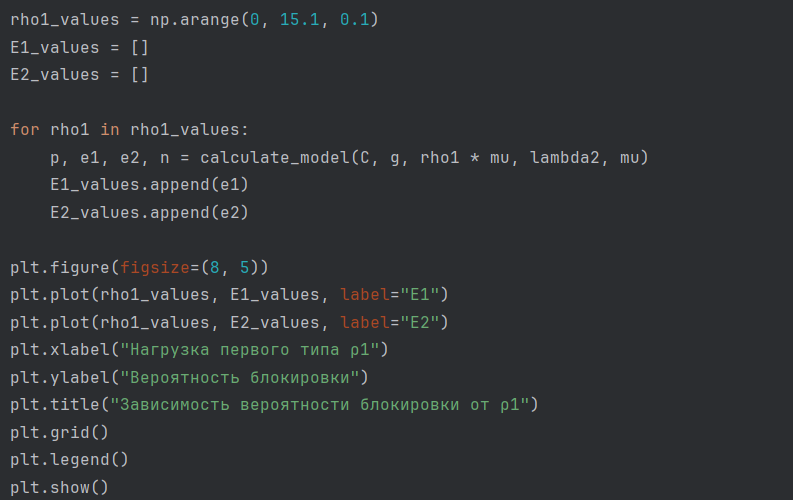 rho1_values = np.arange(0, 15.1, 0.1)
E1_values = []
E2_values = []
for rho1 in rho1_values:
    p, e1, e2, n = calculate_model(C, g, rho1 * mu, lambda2, mu)
    E1_values.append(e1)
    E2_values.append(e2)
plt.figure(figsize=(8, 5))
plt.plot(rho1_values, E1_values, label="E1")
plt.plot(rho1_values, E2_values, label="E2")
plt.xlabel("Нагрузка первого типа ρ1")
plt.ylabel("Вероятность блокировки")
plt.title("Зависимость вероятности блокировки от ρ1")
plt.grid()
plt.legend()
plt.show()